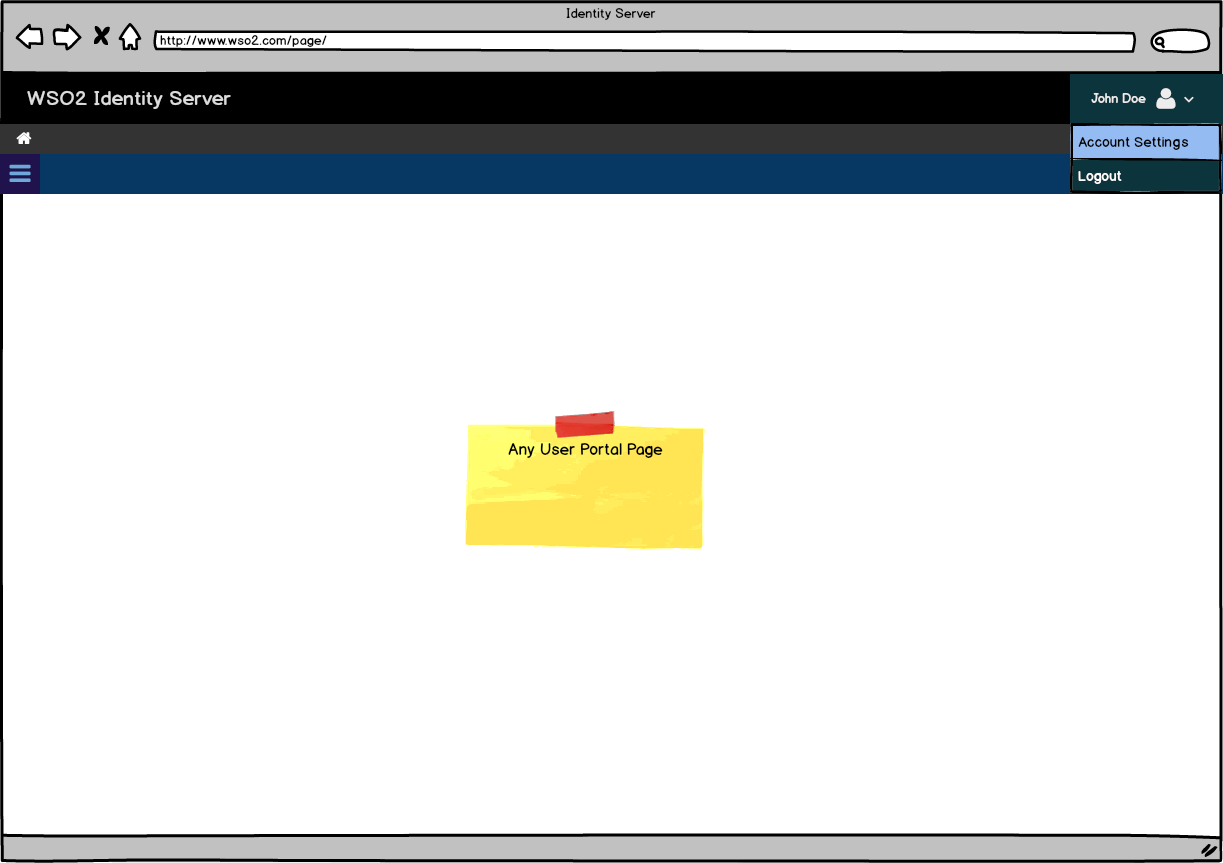 Identity Server
http://www.wso2.com/page/
WSO2 Identity Server
John Doe
Account Settings
Logout
Any User Portal Page